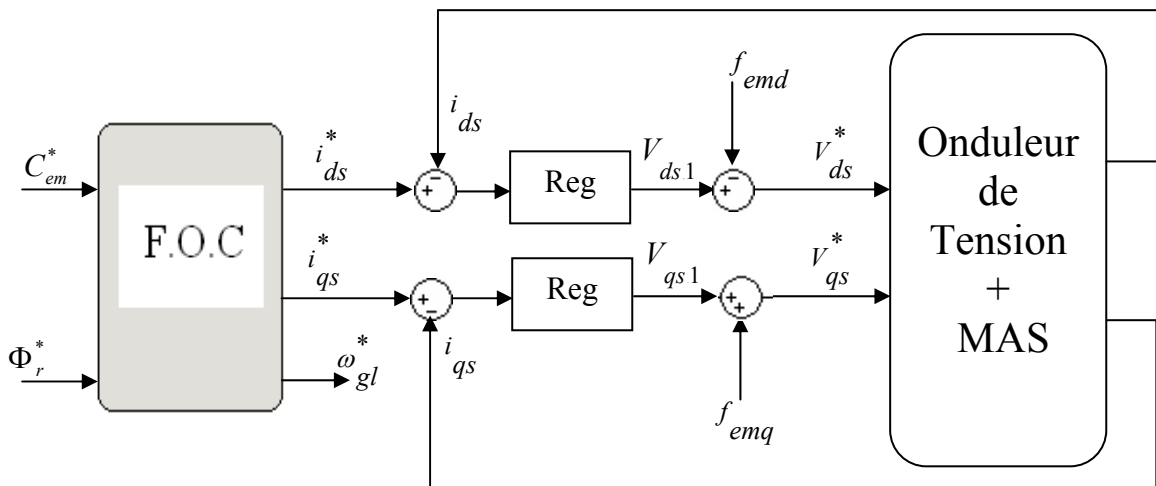 C*em
Φ*r
F.O.C
i*ds
i*qs
ω*gl
ids
iqs
Reg
Reg
Vds1
Vqs1
femd
femq
V*ds
V*qs
+
−
+
−
+
−
+
+
Onduleur
de
Tension
+
MAS